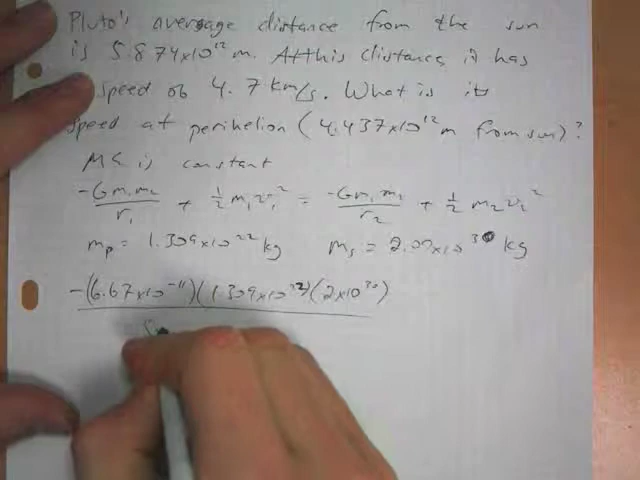 Pluto's average distance from the sun
is 5.874×10¹² m. At this distance it has
speed of 4.7 km/s. What is its
speed at perihelion (4.437×10¹² m from sun)?
ME is constant
-Gm₁m₂/r₁ + ½m₁v₁² = -Gm₁m₂/r₂ + ½m₂v₂²
mp = 1.309×10²² kg ms = 2.00×10³⁰ kg
-(6.67×10⁻¹¹)(1.309×10²²)(2×10³⁰)